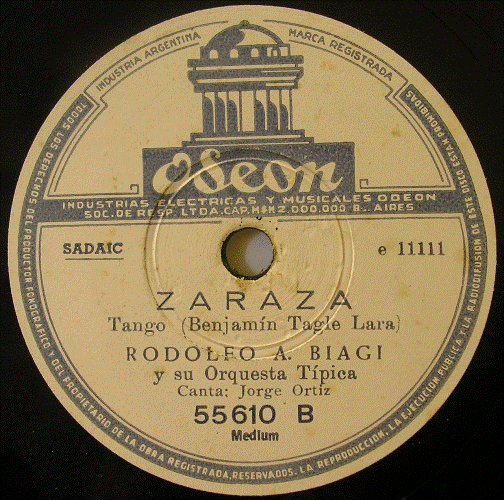 INDUSTRIA ARGENTINA
MARCA REGISTRADA
Odeon
INDUSTRIAS ELECTRICAS Y MUSICALES ODEON
SOC. DE RESP. LTDA. CAP. M$N 2.000.000 B. AIRES
SADAIC
e 11111
ZARAZA
Tango (Benjamín Tagle Lara)
RODOLFO A. BIAGI
y su Orquesta Típica
Canta: Jorge Ortiz
55610 B
Medium
TODOS LOS DERECHOS DEL PRODUCTOR FONOGRAFICO Y DEL PROPIETARIO DE LA OBRA REGISTRADA, RESERVADOS. LA REPRODUCCION, LA EJECUCION PUBLICA Y LA RADIODIFUSION DE ESTE DISCO ESTAN PROHIBIDAS